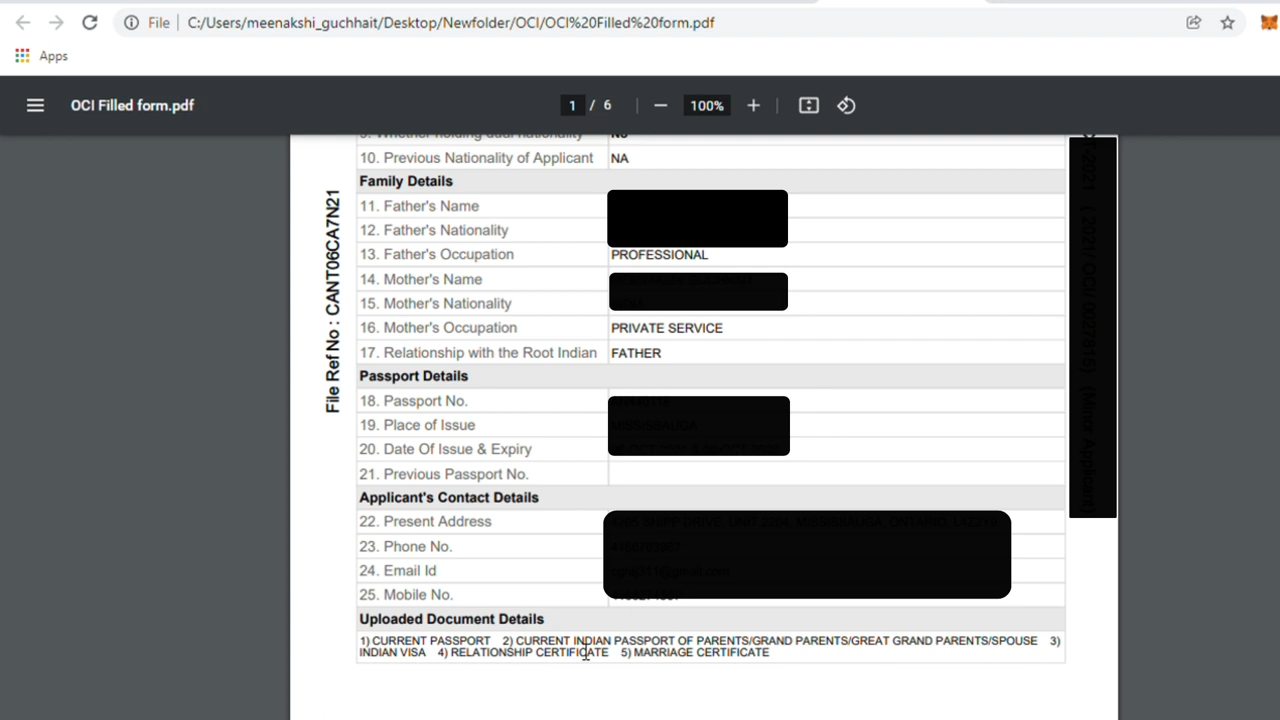 File | C:/Users/meenakshi_guchhait/Desktop/Newfolder/OCI/OCI%20Filled%20form.pdf
Apps
OCI Filled form.pdf 1 / 6 100%
9. Whether holding dual nationality No
10. Previous Nationality of Applicant NA
Family Details
11. Father's Name
12. Father's Nationality
13. Father's Occupation PROFESSIONAL
14. Mother's Name
15. Mother's Nationality
16. Mother's Occupation PRIVATE SERVICE
17. Relationship with the Root Indian FATHER
Passport Details
18. Passport No.
19. Place of Issue
20. Date Of Issue & Expiry
21. Previous Passport No.
Applicant's Contact Details
22. Present Address
23. Phone No.
24. Email Id
25. Mobile No.
Uploaded Document Details
1) CURRENT PASSPORT 2) CURRENT INDIAN PASSPORT OF PARENTS/GRAND PARENTS/GREAT GRAND PARENTS/SPOUSE 3)
INDIAN VISA 4) RELATIONSHIP CERTIFICATE 5) MARRIAGE CERTIFICATE
File Ref No : CANT06CA7N21